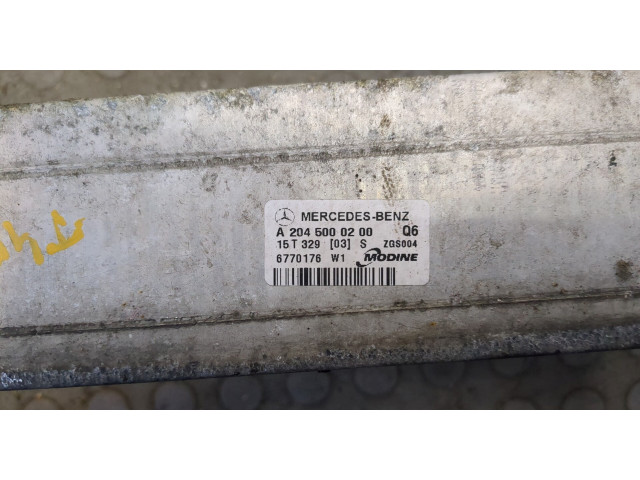 MERCEDES-BENZ
A 204 500 02 00 Q6
15 T 329 [03] S ZGS004
6770176 W1 MODINE